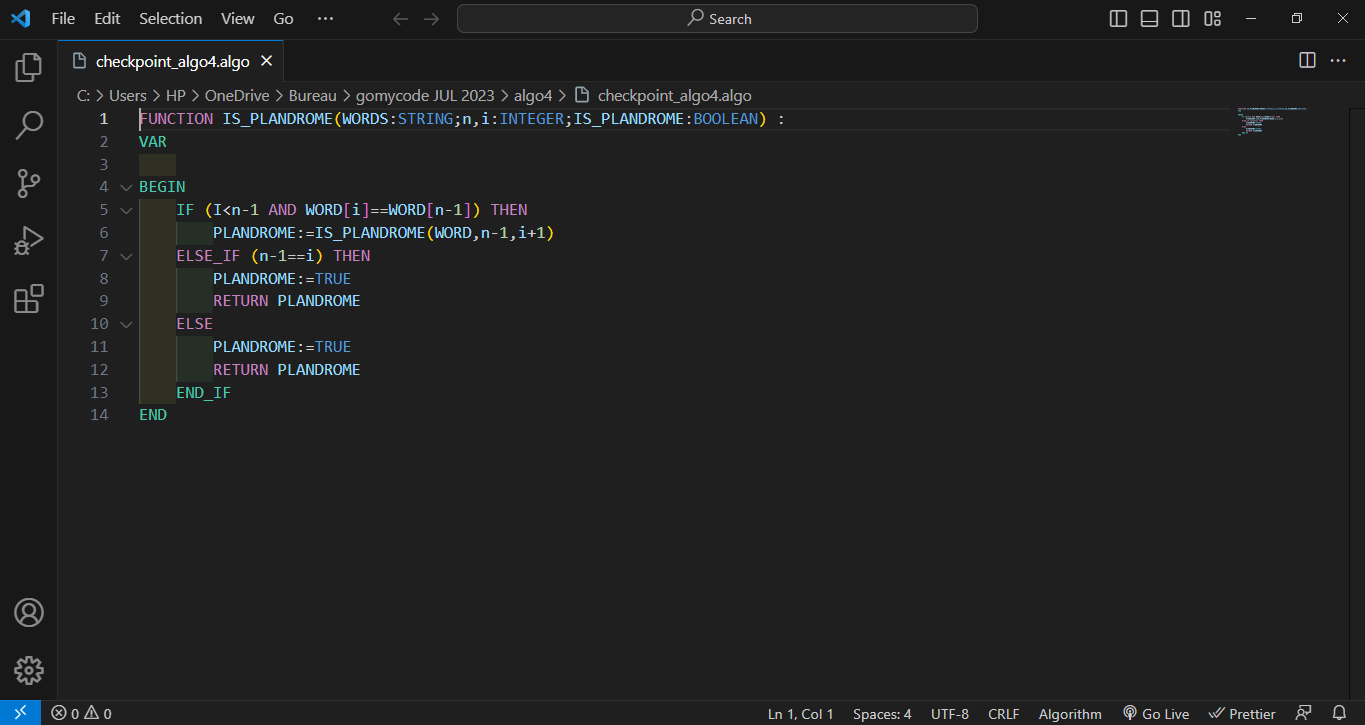 File Edit Selection View Go ··· Search
checkpoint_algo4.algo
C: > Users > HP > OneDrive > Bureau > gomycode JUL 2023 > algo4 > checkpoint_algo4.algo
1 FUNCTION IS_PLANDROME(WORDS:STRING;n,i:INTEGER;IS_PLANDROME:BOOLEAN) :
2 VAR
3
4 BEGIN
5 IF (I<n-1 AND WORD[i]==WORD[n-1]) THEN
6 PLANDROME:=IS_PLANDROME(WORD,n-1,i+1)
7 ELSE_IF (n-1==i) THEN
8 PLANDROME:=TRUE
9 RETURN PLANDROME
10 ELSE
11 PLANDROME:=TRUE
12 RETURN PLANDROME
13 END_IF
14 END
0 0 Ln 1, Col 1 Spaces: 4 UTF-8 CRLF Algorithm Go Live Prettier